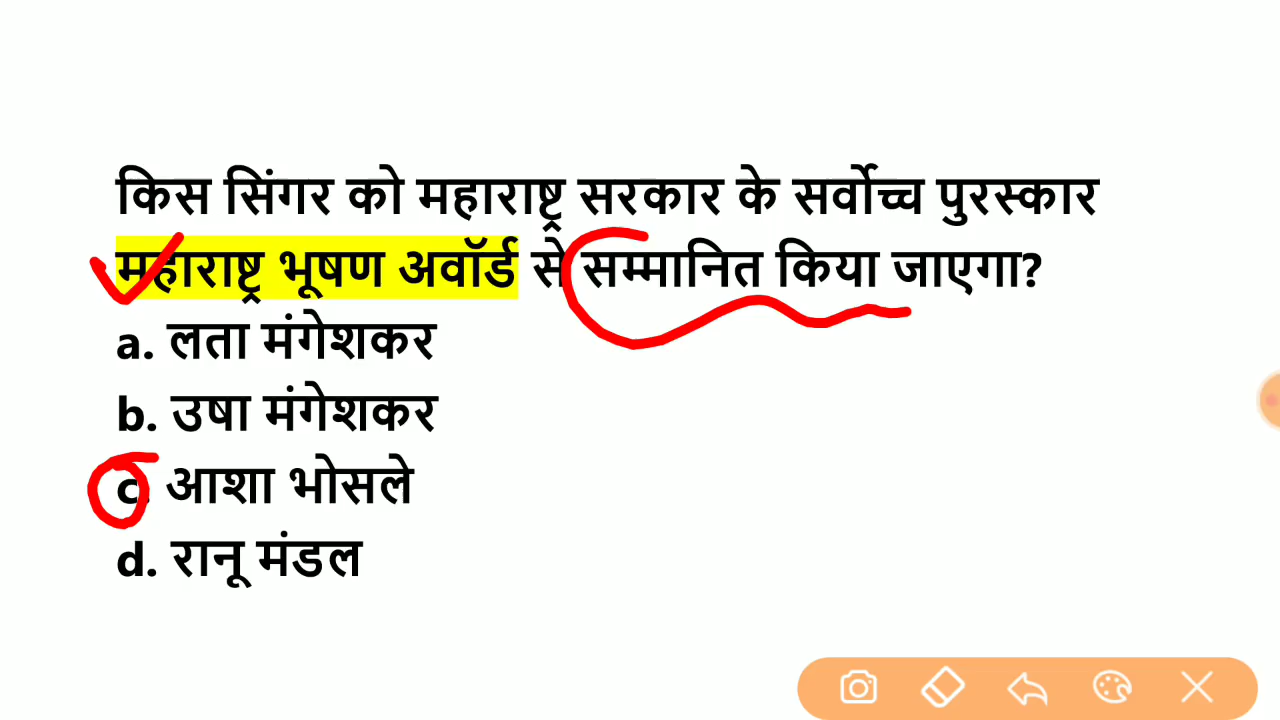 किस सिंगर को महाराष्ट्र सरकार के सर्वोच्च पुरस्कार
महाराष्ट्र भूषण अवॉर्ड से सम्मानित किया जाएगा?
a. लता मंगेशकर
b. उषा मंगेशकर
c. आशा भोसले
d. रानू मंडल